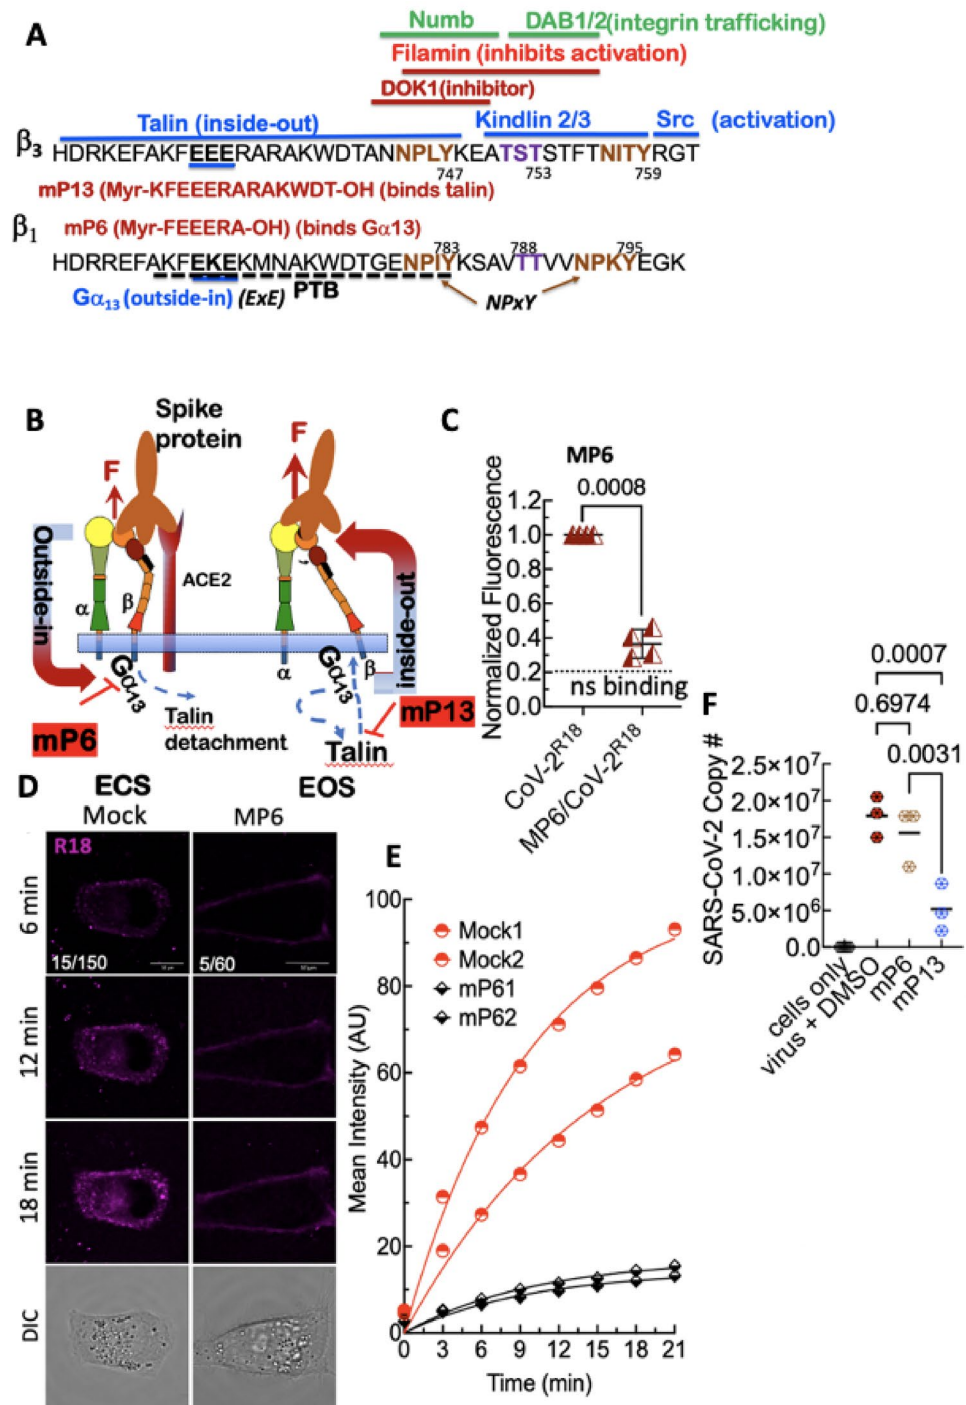 A
Numb
DAB1/2(integrin trafficking)
Filamin (inhibits activation)
DOK1(inhibitor)
Talin (inside-out)
Kindlin 2/3
Src (activation)
β3
HDRKEFAKFEEERARAKWDTANNPLYKEATSTSTFTNITYRGT
747
753
759
mP13 (Myr-KFEEERARAKWDT-OH (binds talin)
β1
mP6 (Myr-FEEERA-OH) (binds Gα13)
783
788
795
HDRREFAKFEKEKMNAKWDTGENPIYKSAVTTVVNPKYEGK
Gα13 (outside-in) (ExE) PTB
NPxY
B
Spike
protein
F
F
Outside-in
α
β
ACE2
inside-out
α
β
Gα13
Gα13
mP6
Talin
detachment
mP13
Talin
C
MP6
0.0008
Normalized Fluorescence
1.2
1.0
0.8
0.6
0.4
0.2
0.0
ns binding
CoV-2R18
MP6/CoV-2R18
D
ECS
EOS
Mock
MP6
R18
6 min
15/150
5/60
12 min
18 min
DIC
E
Mean Intensity (AU)
100
80
60
40
20
0
Mock1
Mock2
mP61
mP62
0
3
6
9
12
15
18
21
Time (min)
F
0.0007
0.6974
0.0031
SARS-CoV-2 Copy #
2.5×10⁷
2.0×10⁷
1.5×10⁷
1.0×10⁷
5.0×10⁶
0.0
cells only
virus + DMSO
mP6
mP13